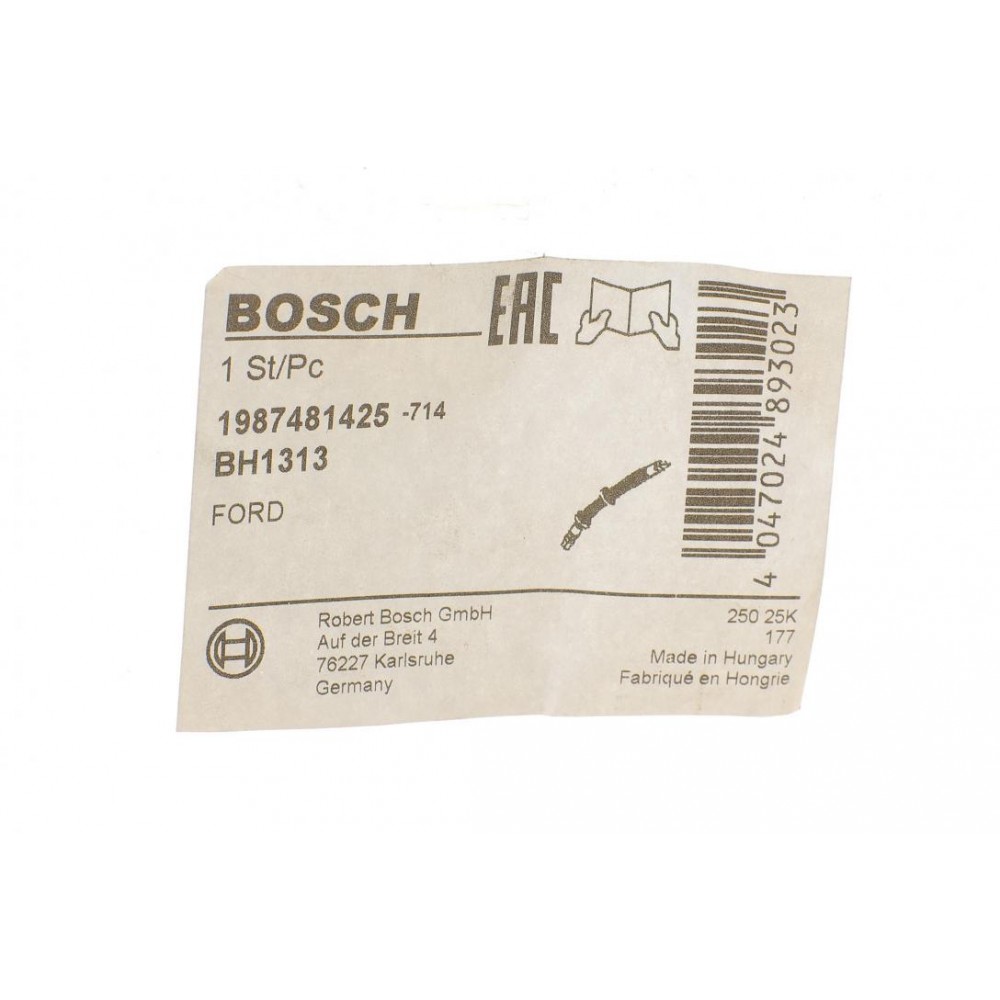 BOSCH EAC
1 St/Pc
1987481425 -714
BH1313
FORD
4 047024 893023
Robert Bosch GmbH
Auf der Breit 4
76227 Karlsruhe
Germany
250 25K
177
Made in Hungary
Fabriqué en Hongrie